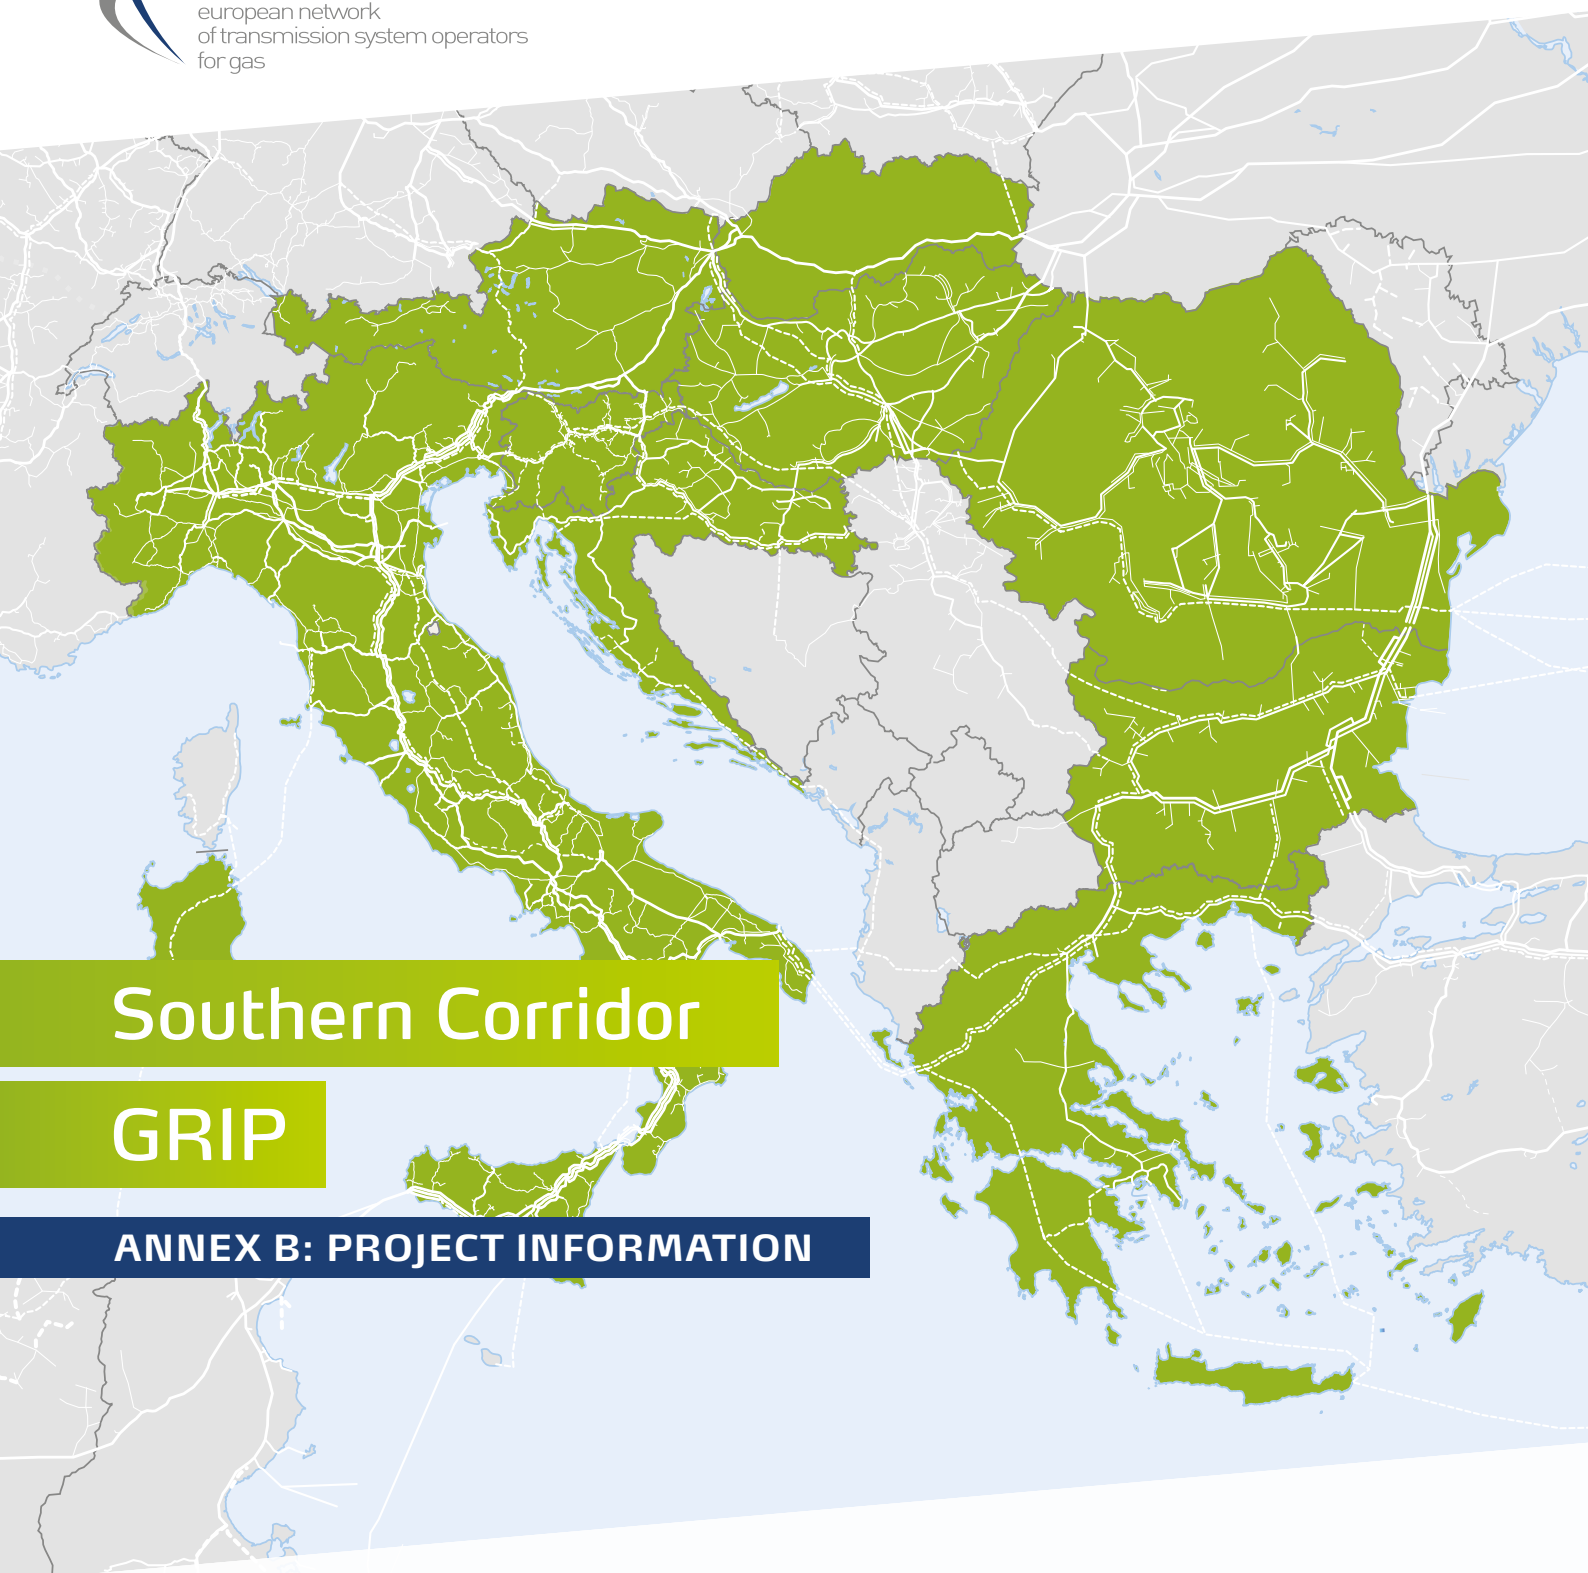 european network
of transmission system operators
for gas
Southern Corridor
GRIP
ANNEX B: PROJECT INFORMATION